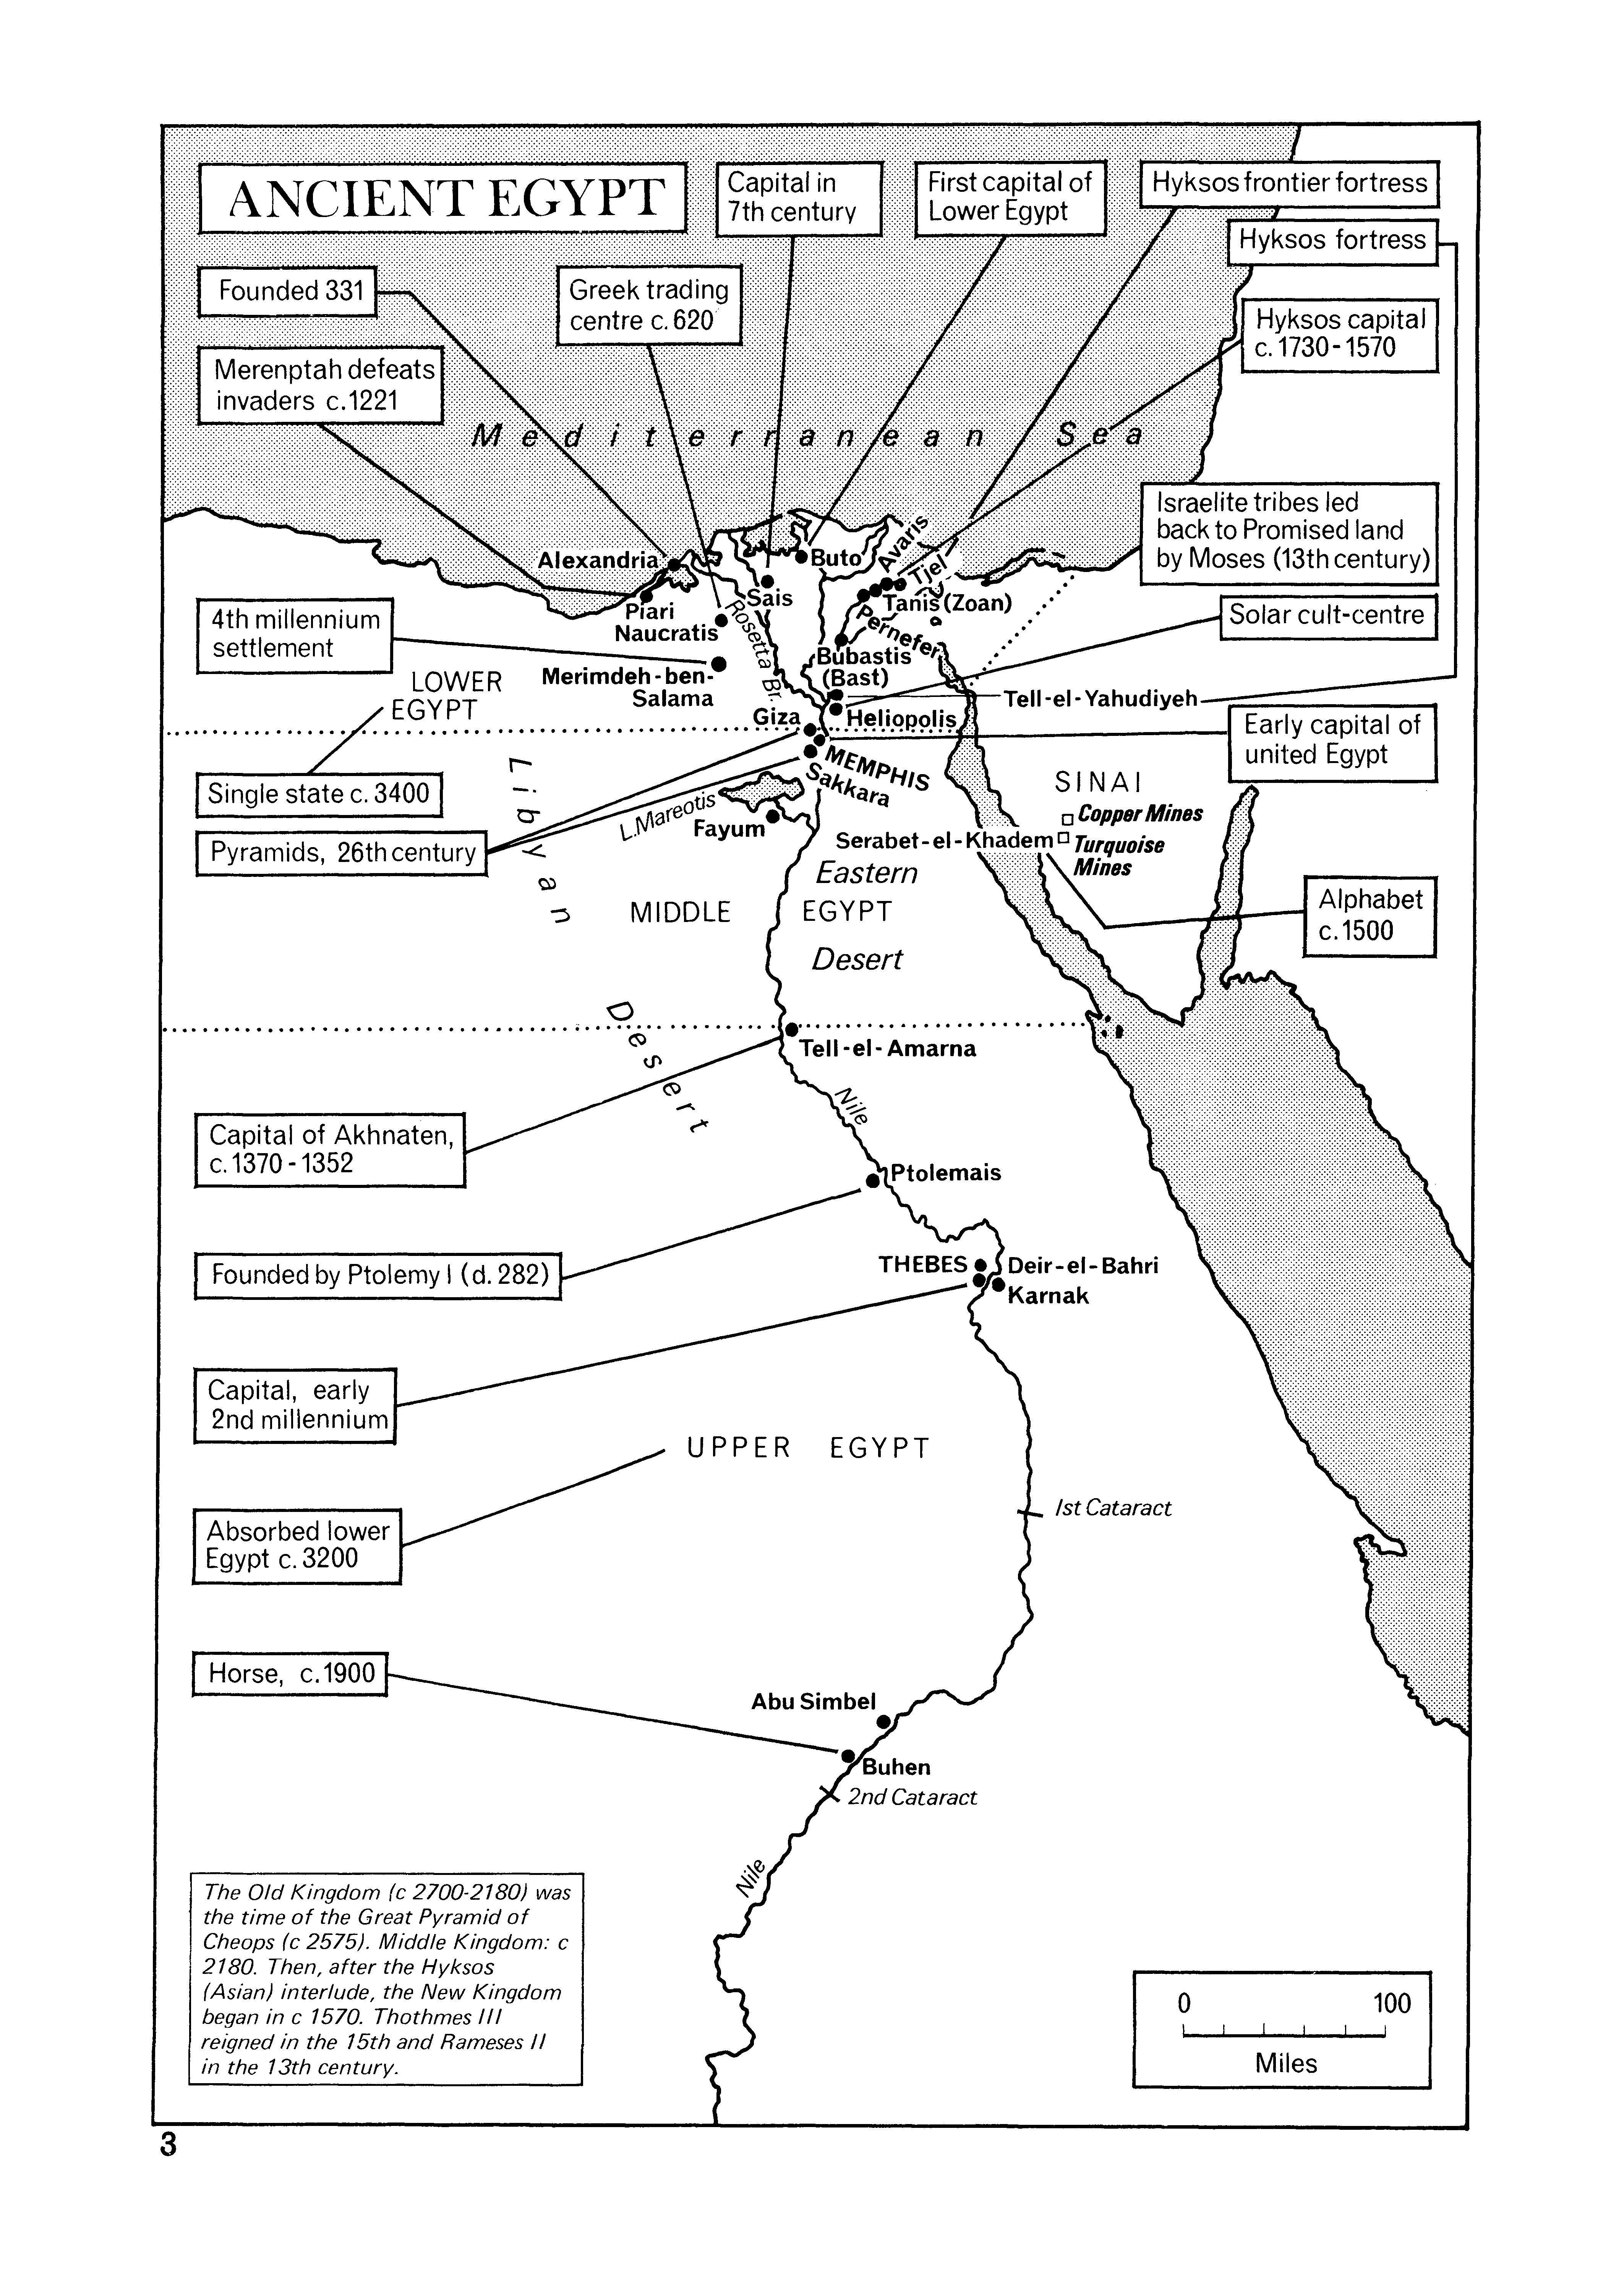 ANCIENT EGYPT
Capital in
7th century
First capital of
Lower Egypt
Hyksos frontier fortress
Hyksos fortress
Founded 331
Greek trading
centre c. 620
Hyksos capital
c. 1730-1570
Merenptah defeats
invaders c. 1221
Mediterranean Sea
Israelite tribes led
back to Promised land
by Moses (13th century)
Alexandria
Buto
Avaris
Tjel
Sais
Tanis (Zoan)
Piari
Naucratis
Rosetta Br.
Pernefer
4th millennium
settlement
Solar cult-centre
Bubastis
(Bast)
Merimdeh-ben-
Salama
Tell-el-Yahudiyeh
LOWER
EGYPT
Giza
Heliopolis
Early capital of
united Egypt
MEMPHIS
Sakkara
Single state c. 3400
Libyan
SINAI
L. Mareotis
Copper Mines
Fayum
Serabet-el-Khadem
Turquoise
Mines
Pyramids, 26th century
Eastern
MIDDLE EGYPT
Alphabet
c. 1500
Desert
Desert
Tell-el-Amarna
Nile
Capital of Akhnaten,
c. 1370-1352
Ptolemais
Founded by Ptolemy I (d. 282)
THEBES
Deir-el-Bahri
Karnak
Capital, early
2nd millennium
UPPER EGYPT
1st Cataract
Absorbed lower
Egypt c. 3200
Horse, c. 1900
Abu Simbel
Buhen
2nd Cataract
Nile
The Old Kingdom (c 2700-2180) was
the time of the Great Pyramid of
Cheops (c 2575). Middle Kingdom: c
2180. Then, after the Hyksos
(Asian) interlude, the New Kingdom
began in c 1570. Thothmes III
reigned in the 15th and Rameses II
in the 13th century.
0 100
Miles
3